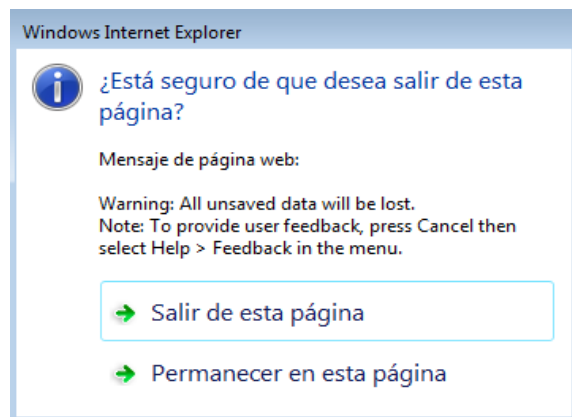 Windows Internet Explorer
¿Está seguro de que desea salir de esta
página?
Mensaje de página web:
Warning: All unsaved data will be lost.
Note: To provide user feedback, press Cancel then
select Help > Feedback in the menu.
Salir de esta página
Permanecer en esta página